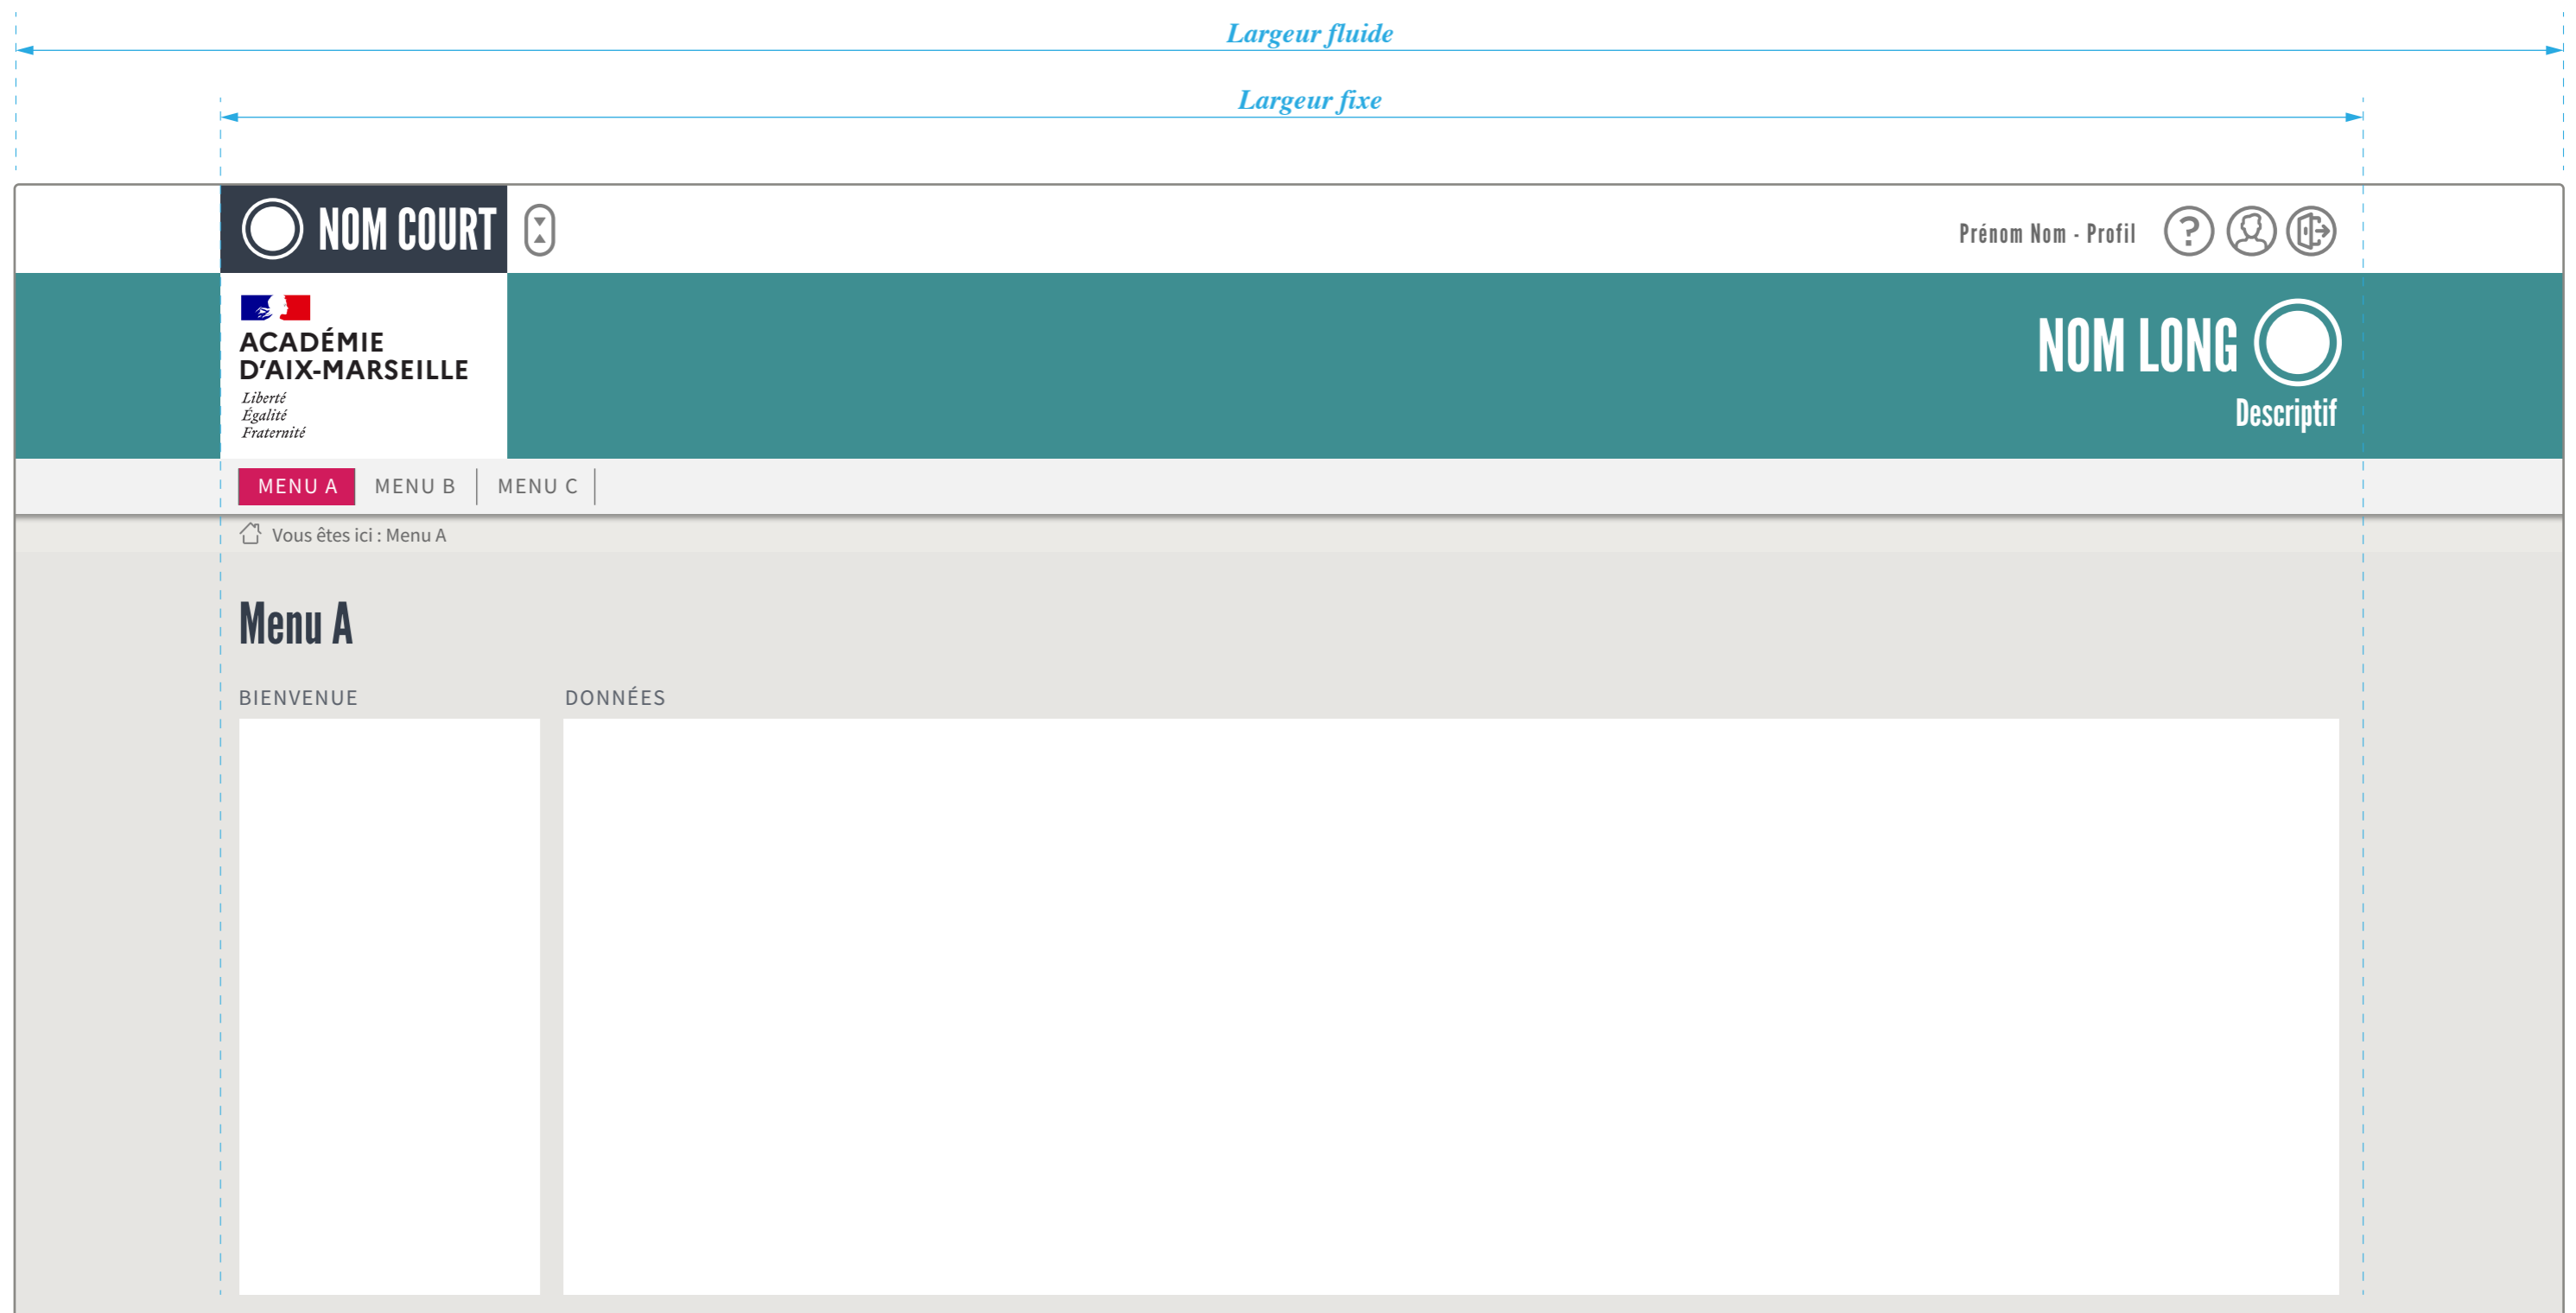 Largeur fluide
Largeur fixe
NOM COURT
Prénom Nom - Profil
?
ACADÉMIE
D'AIX-MARSEILLE
Liberté
Égalité
Fraternité
NOM LONG
Descriptif
MENU A
MENU B
MENU C
Vous êtes ici : Menu A
Menu A
BIENVENUE
DONNÉES